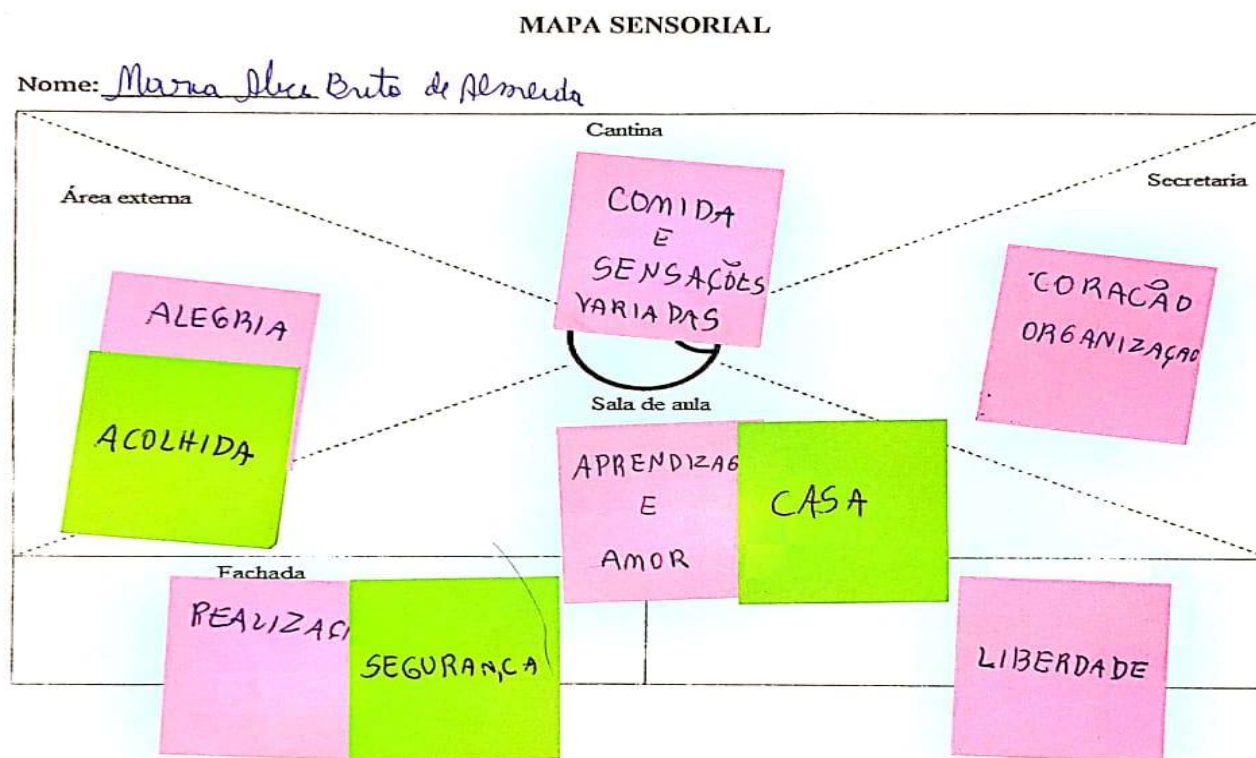 MAPA SENSORIAL
Nome: Maria Alice Brito de Almeida
Cantina
Área externa
Secretaria
COMIDA
E
SENSAÇÕES
VARIADAS
CORAÇÃO
ORGANIZAÇÃO
ALEGRIA
ACOLHIDA
Sala de aula
APRENDIZAG
E
AMOR
CASA
Fachada
REALIZAÇ
SEGURANÇA
LIBERDADE